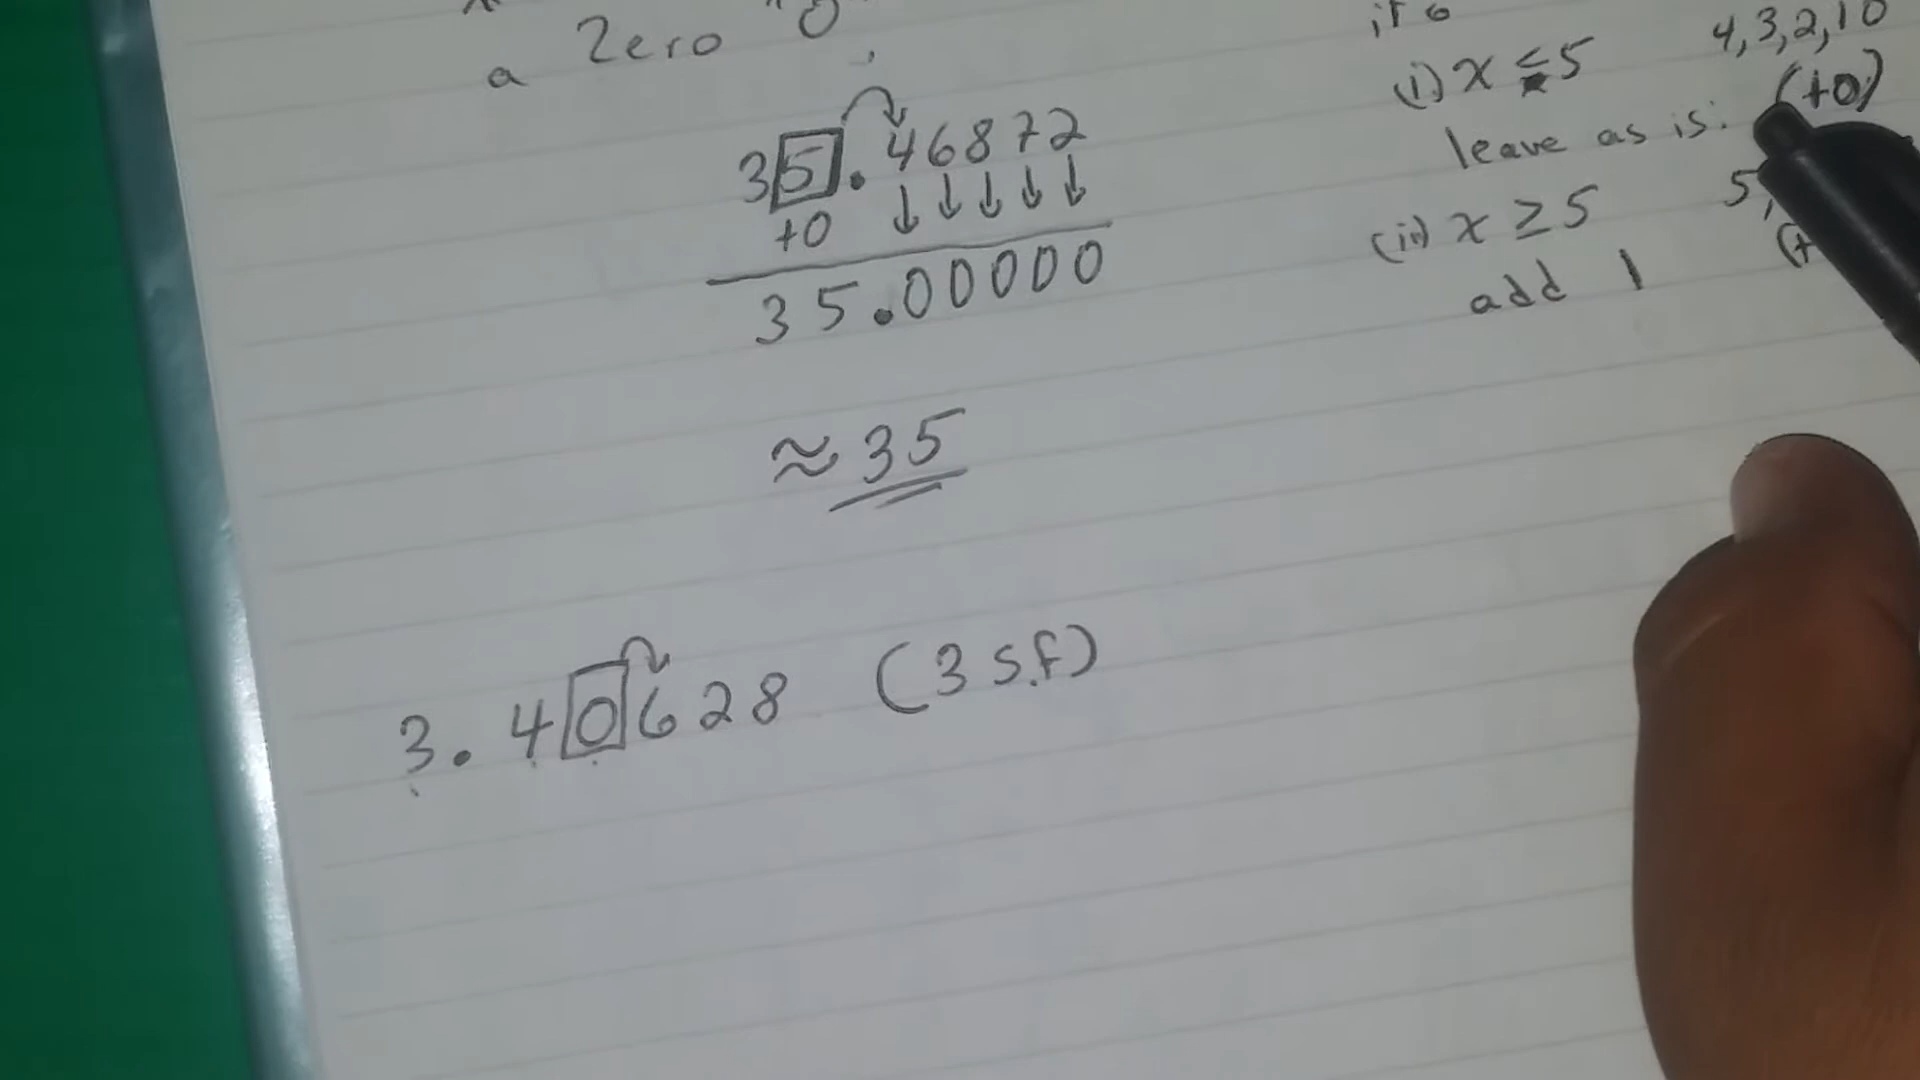 a Zero "0"
35.46872
+0 ↓ ↓ ↓ ↓ ↓
35.00000
≈ 35
3.40628 (3 s.f)
if
(i) x ≤ 5 4,3,2,1 0
leave as is: (+0)
(ii) x ≥ 5 5,
add 1 (+